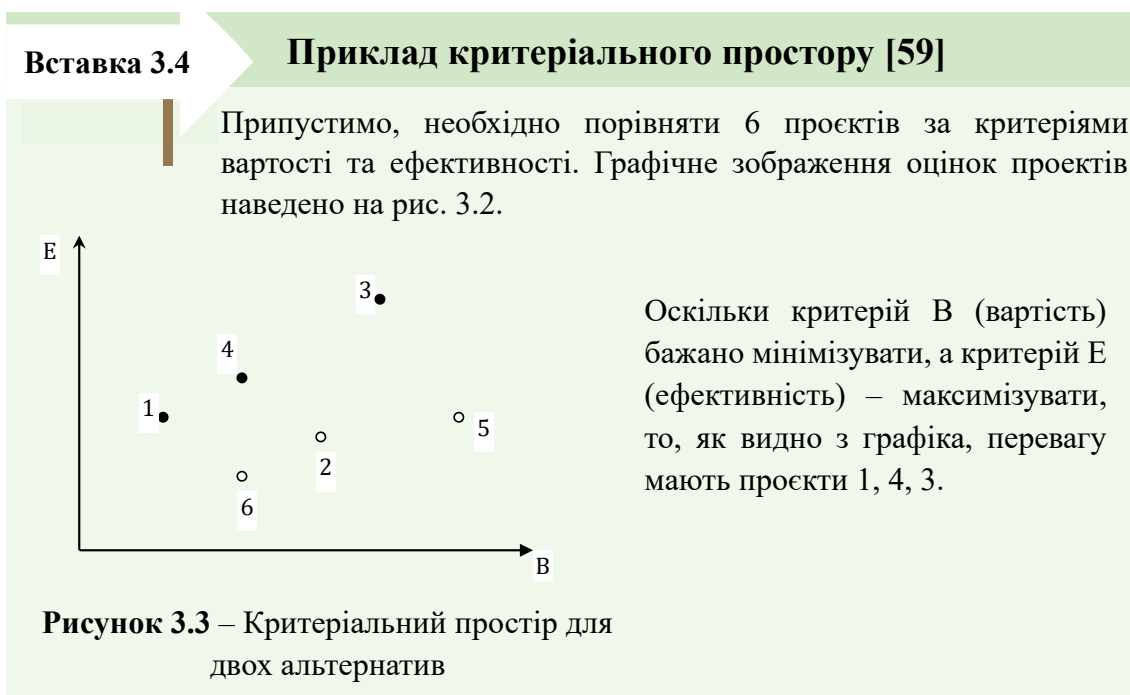 Вставка 3.4
Приклад критеріального простору [59]
Припустимо, необхідно порівняти 6 проєктів за критеріями
вартості та ефективності. Графічне зображення оцінок проектів
наведено на рис. 3.2.
E
3
4
1
5
2
6
B
Оскільки критерій В (вартість)
бажано мінімізувати, а критерій Е
(ефективність) – максимізувати,
то, як видно з графіка, перевагу
мають проєкти 1, 4, 3.
Рисунок 3.3 – Критеріальний простір для
двох альтернатив